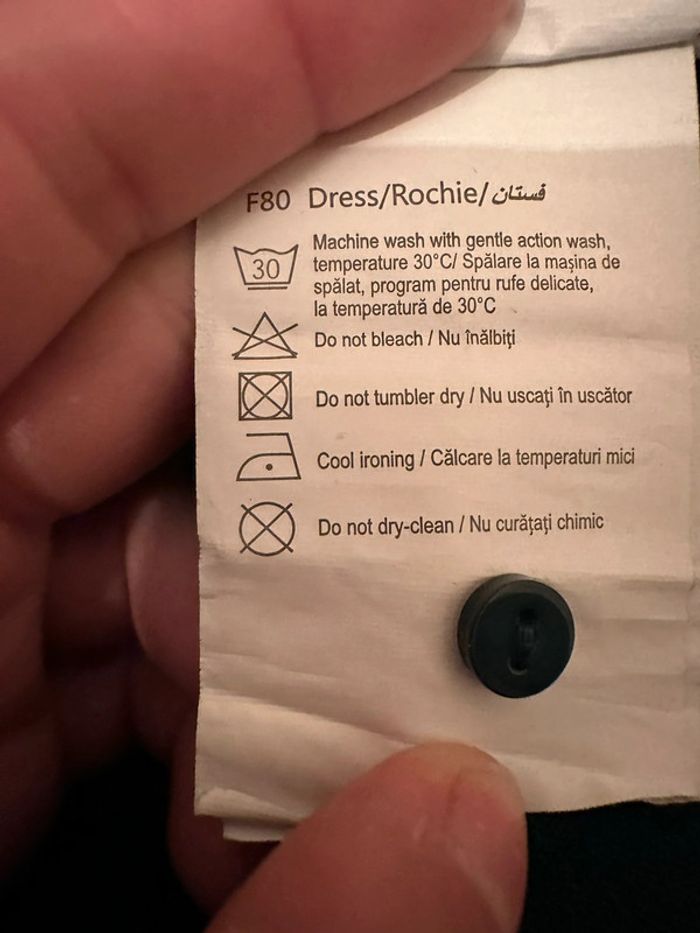 F80 Dress/Rochie/فستان
Machine wash with gentle action wash,
temperature 30°C/ Spălare la mașina de
spălat, program pentru rufe delicate,
la temperatură de 30°C
30
Do not bleach / Nu înălbiți
Do not tumbler dry / Nu uscați în uscător
Cool ironing / Călcare la temperaturi mici
Do not dry-clean / Nu curățați chimic